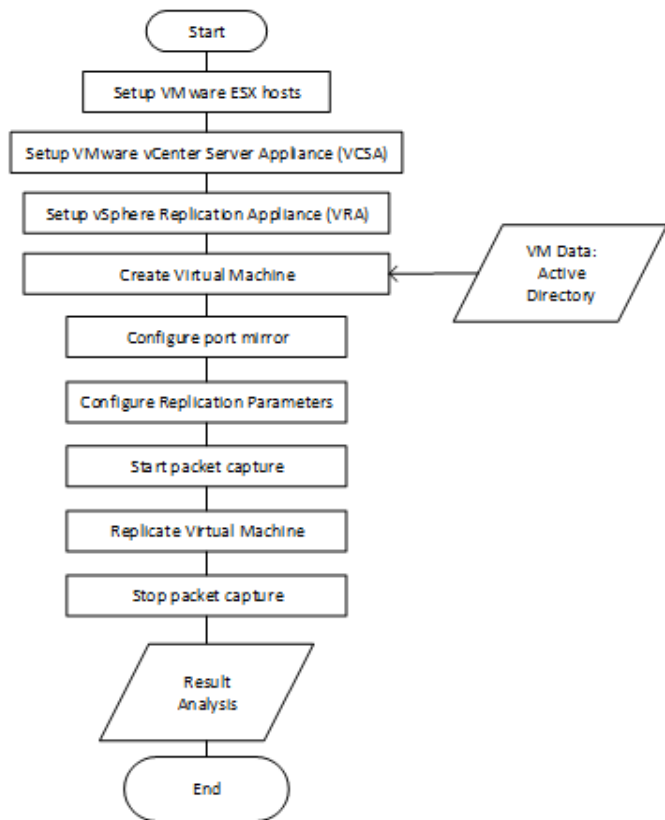 Start
Setup VMware ESX hosts
Setup VMware vCenter Server Appliance (VCSA)
Setup vSphere Replication Appliance (VRA)
Create Virtual Machine
VM Data:
Active
Directory
Configure port mirror
Configure Replication Parameters
Start packet capture
Replicate Virtual Machine
Stop packet capture
Result
Analysis
End